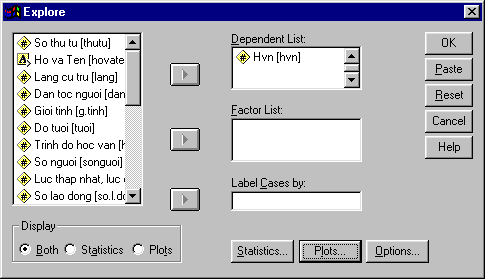 Explore
So thu tu [thutu]
Ho va Ten [hovate
Lang cu tru [lang]
Dan toc nguoi [dan
Gioi tinh [g.tinh]
Do tuoi [tuoi]
Trinh do hoc van [h
So nguoi [songuoi]
Luc thap nhat, luc c
So lao dong [so.l.do
Dependent List:
Hvn [hvn]
Factor List:
Label Cases by:
OK
Paste
Reset
Cancel
Help
Display
Both Statistics Plots
Statistics... Plots... Options...